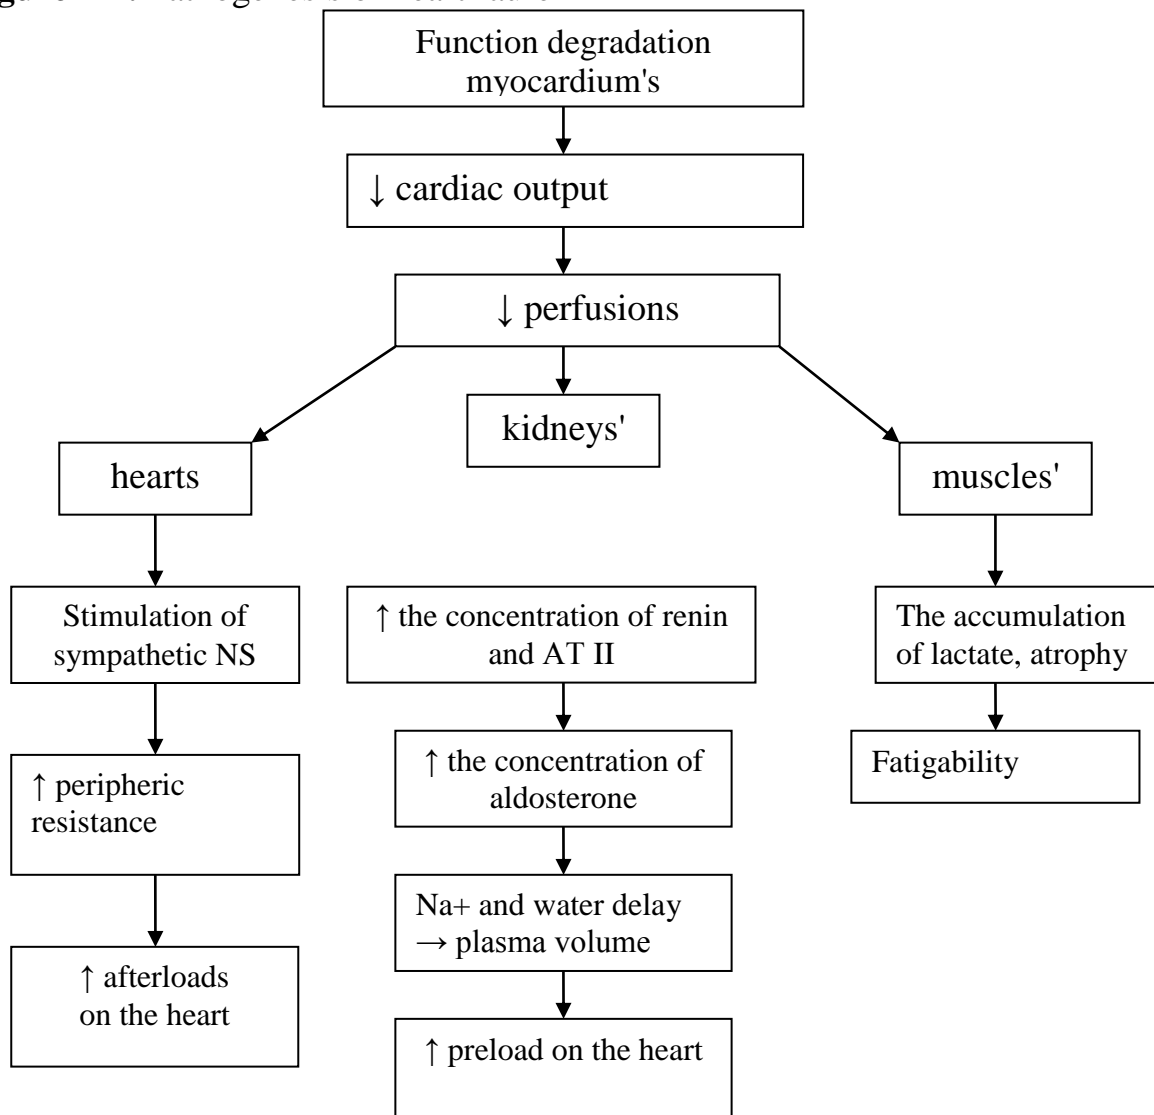 Function degradation
myocardium's
↓ cardiac output
↓ perfusions
kidneys'
hearts
muscles'
Stimulation of
sympathetic NS
↑ the concentration of renin
and AT II
The accumulation
of lactate, atrophy
↑ peripheric
resistance
↑ the concentration of
aldosterone
Fatigability
Na+ and water delay
→ plasma volume
↑ afterloads
on the heart
↑ preload on the heart